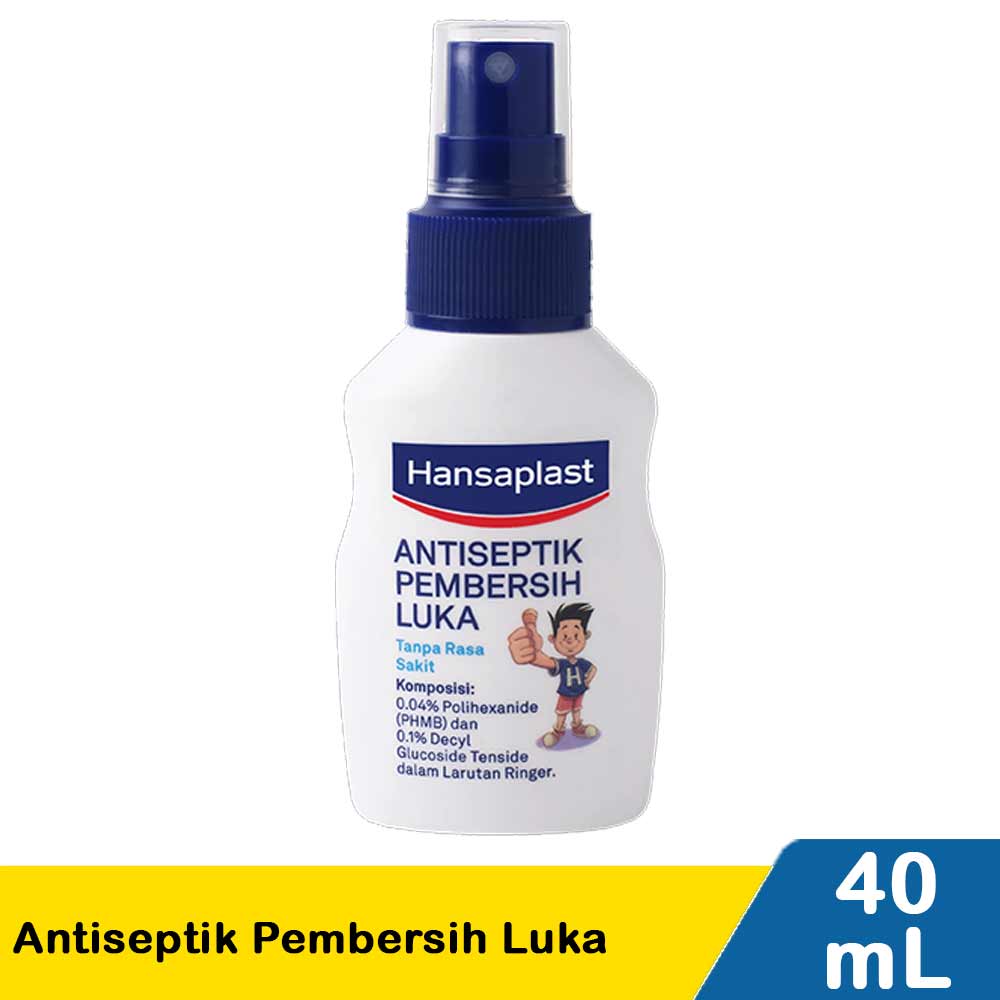 Hansaplast
ANTISEPTIK
PEMBERSIH
LUKA
Tanpa Rasa
Sakit
Komposisi:
0.04% Polihexanide
(PHMB) dan
0.1% Decyl
Glucoside Tenside
dalam Larutan Ringer.
H
Antiseptik Pembersih Luka
40
mL